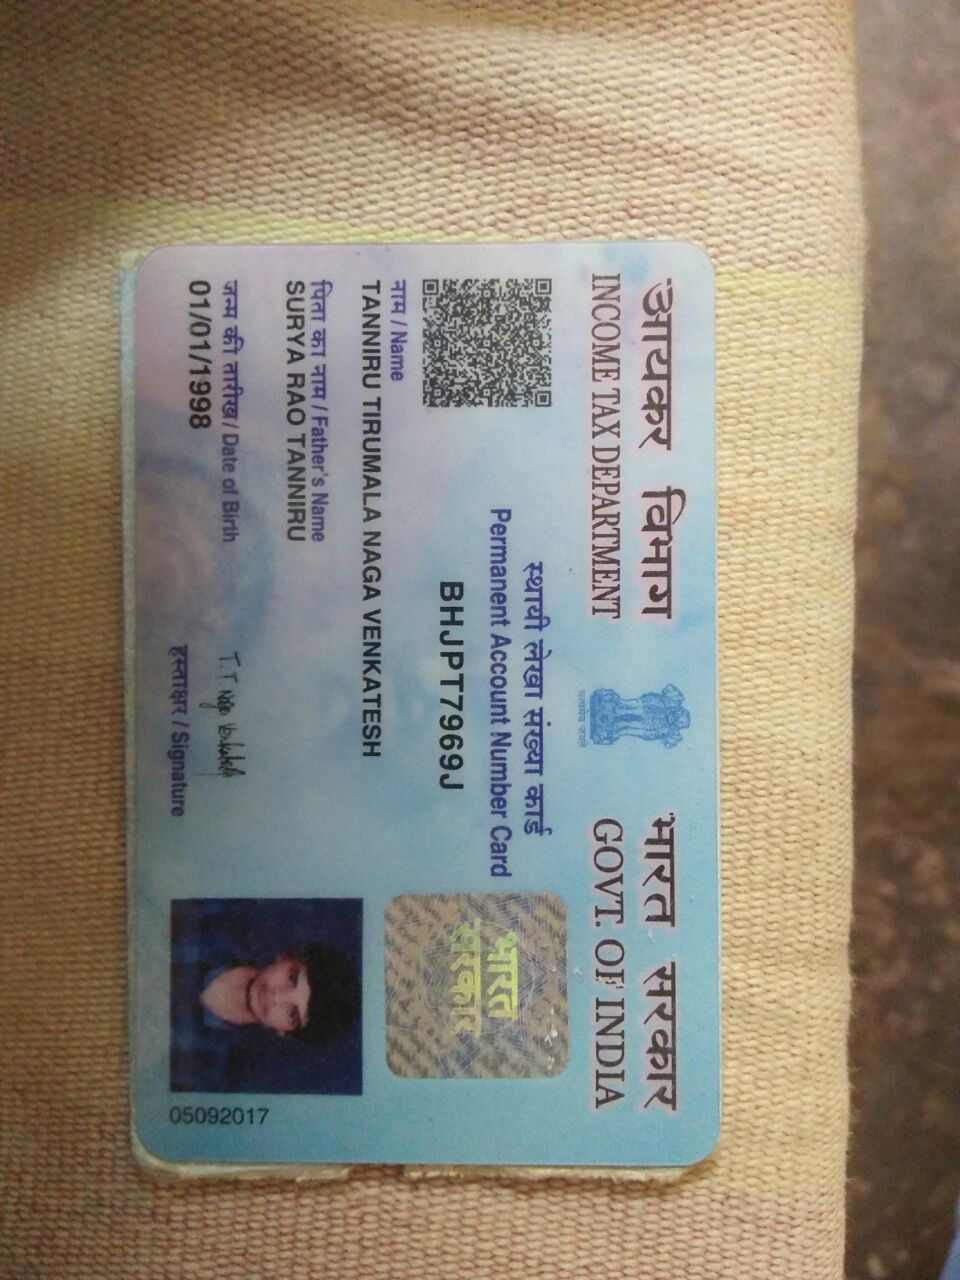 आयकर विभाग
INCOME TAX DEPARTMENT
सत्यमेव जयते
भारत सरकार
GOVT. OF INDIA
स्थायी लेखा संख्या कार्ड
Permanent Account Number Card
BHJPT7969J
भारत
सरकार
नाम / Name
TANNIRU TIRUMALA NAGA VENKATESH
पिता का नाम / Father's Name
SURYA RAO TANNIRU
जन्म की तारीख / Date of Birth
01/01/1998
T.T Naga Venkatesh
हस्ताक्षर / Signature
05092017